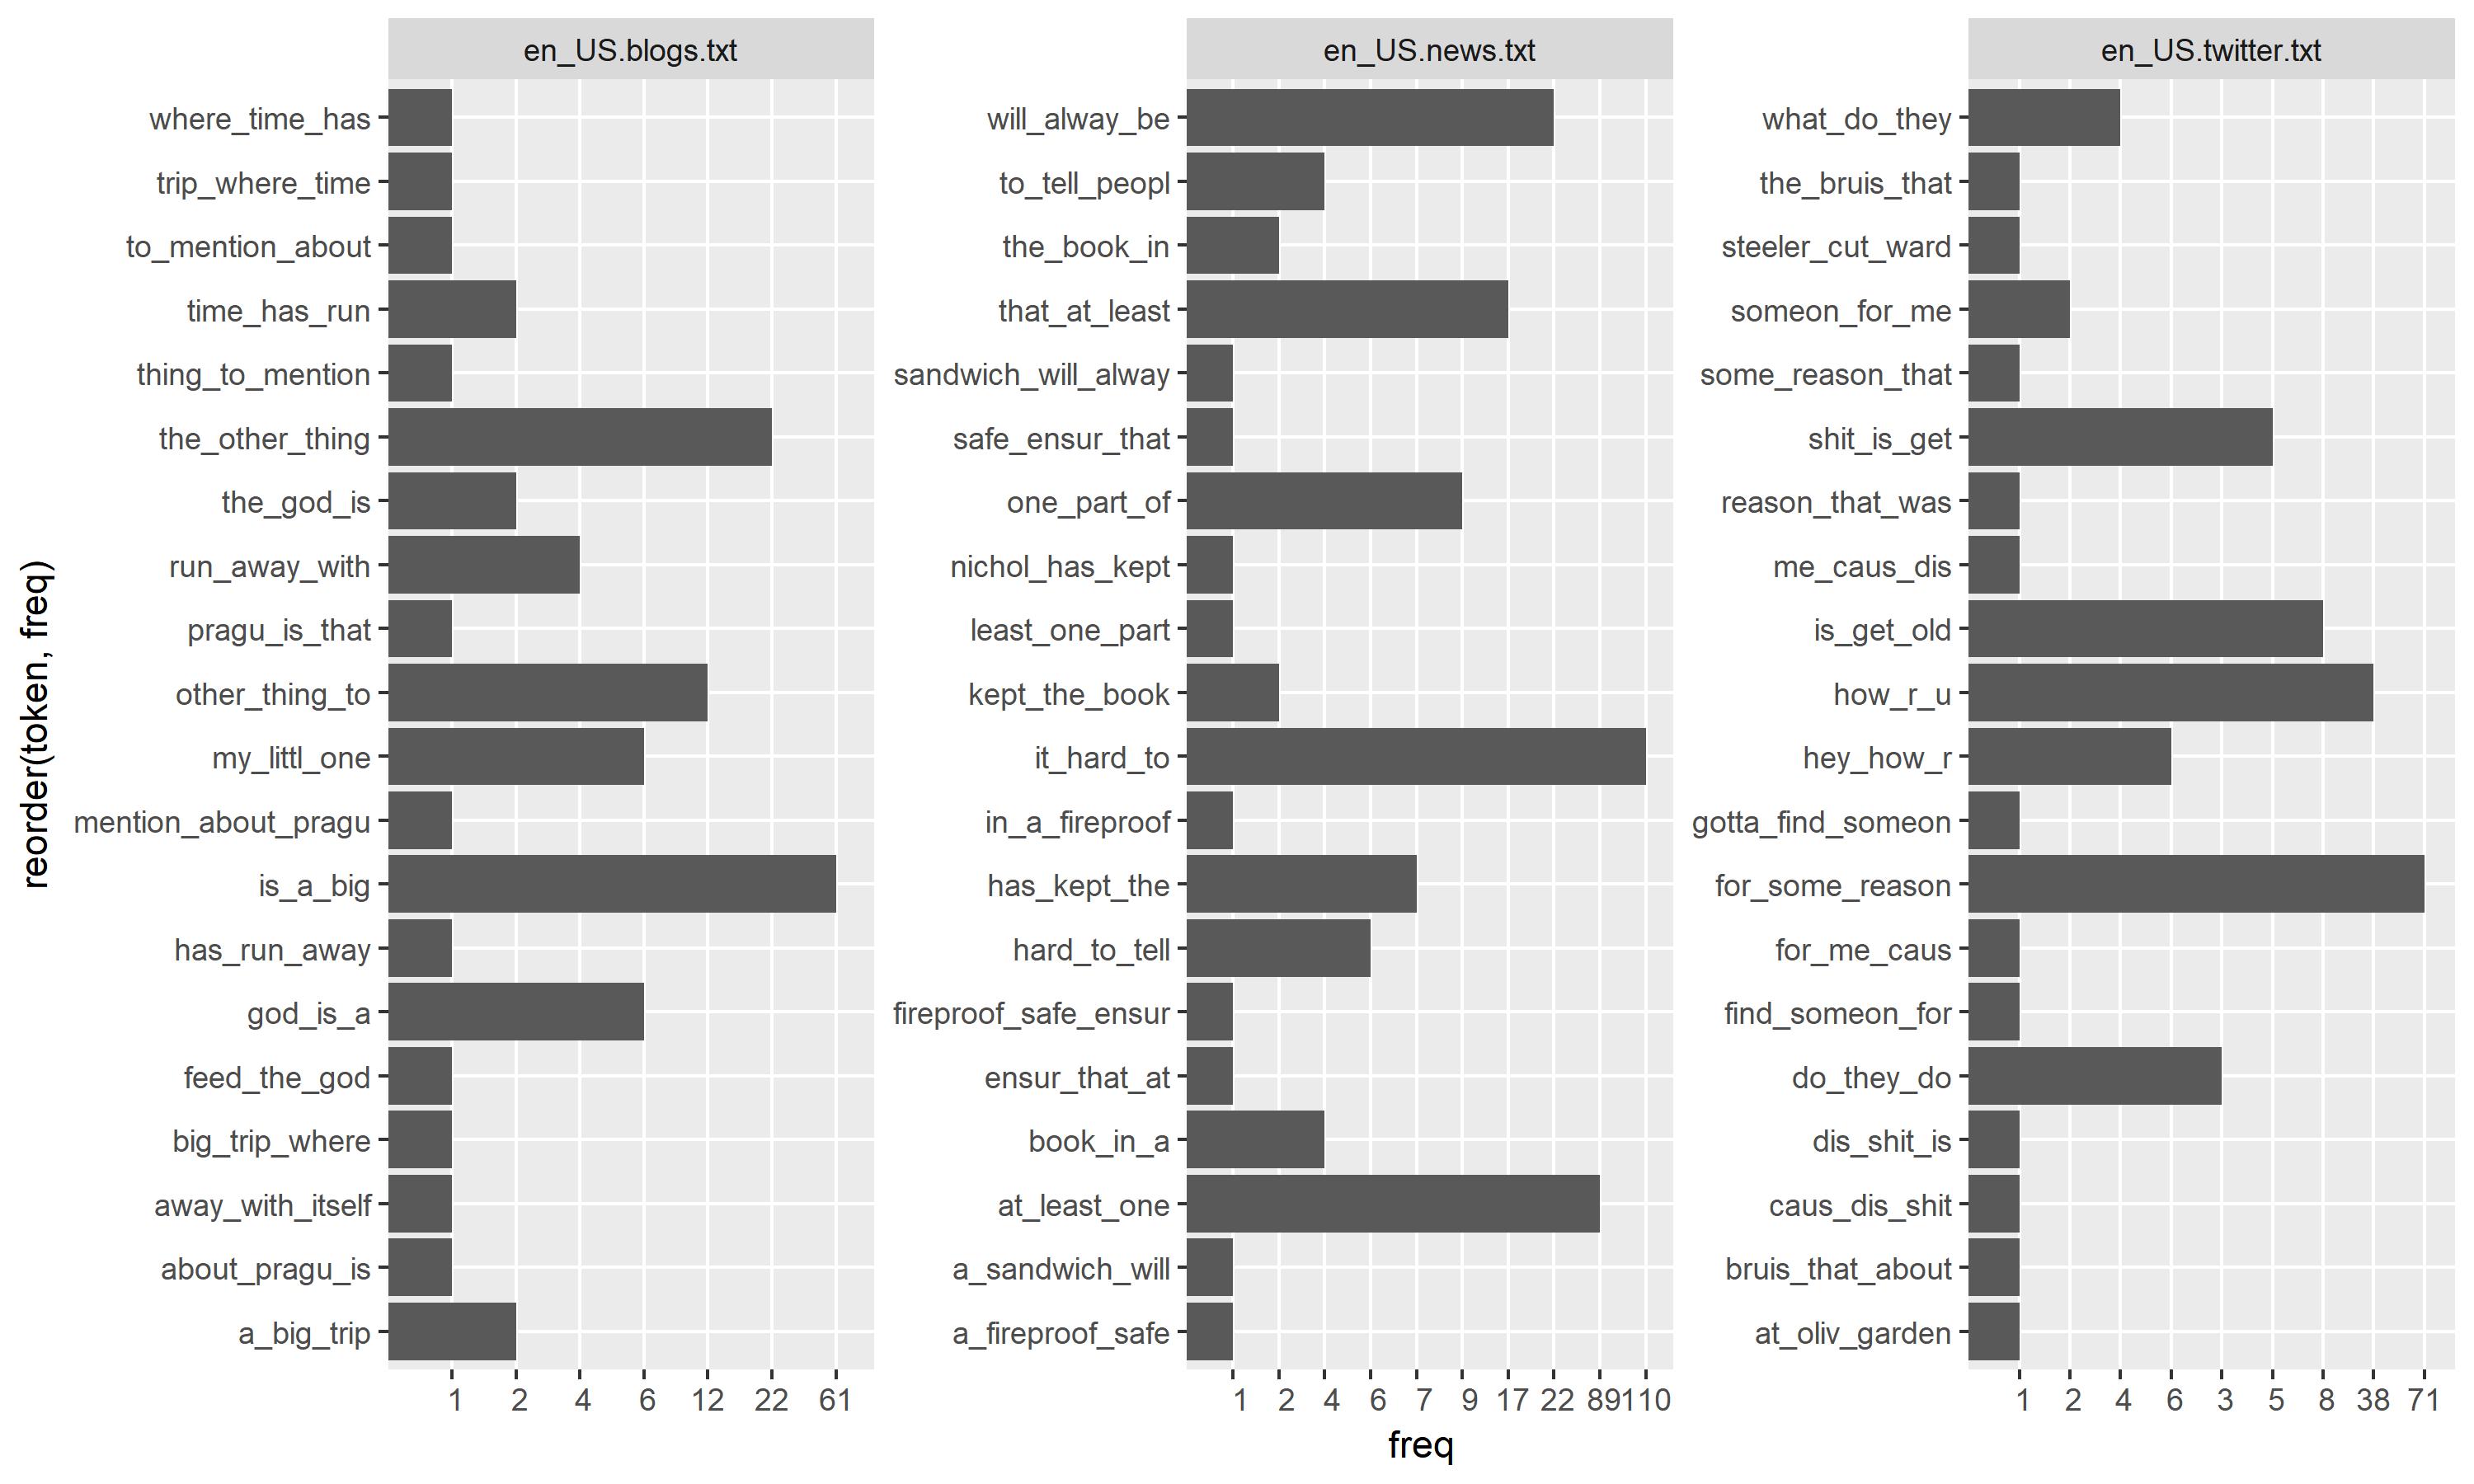 en_US.blogs.txt
where_time_has
trip_where_time
to_mention_about
time_has_run
thing_to_mention
the_other_thing
the_god_is
run_away_with
pragu_is_that
other_thing_to
my_littl_one
mention_about_pragu
is_a_big
has_run_away
god_is_a
feed_the_god
big_trip_where
away_with_itself
about_pragu_is
a_big_trip
1 2 4 6 12 22 61
en_US.news.txt
will_alway_be
to_tell_peopl
the_book_in
that_at_least
sandwich_will_alway
safe_ensur_that
one_part_of
nichol_has_kept
least_one_part
kept_the_book
it_hard_to
in_a_fireproof
has_kept_the
hard_to_tell
fireproof_safe_ensur
ensur_that_at
book_in_a
at_least_one
a_sandwich_will
a_fireproof_safe
1 2 4 6 7 9 17 22 89 110
en_US.twitter.txt
what_do_they
the_bruis_that
steeler_cut_ward
someon_for_me
some_reason_that
shit_is_get
reason_that_was
me_caus_dis
is_get_old
how_r_u
hey_how_r
gotta_find_someon
for_some_reason
for_me_caus
find_someon_for
do_they_do
dis_shit_is
caus_dis_shit
bruis_that_about
at_oliv_garden
1 2 4 6 3 5 8 38 71
reorder(token, freq)
freq